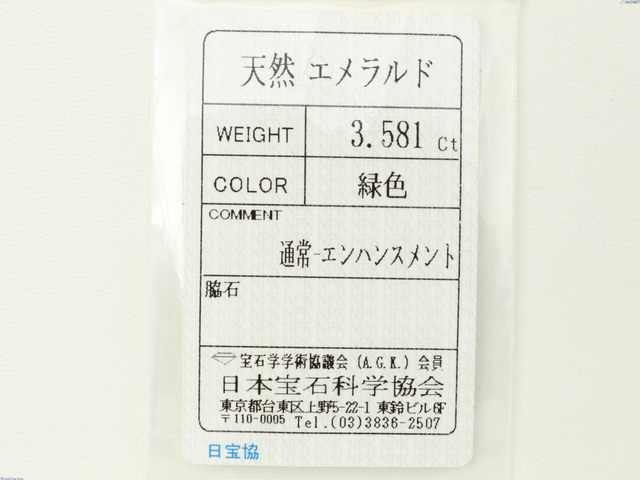 天然 エメラルド
WEIGHT 3.581 Ct
COLOR 緑色
COMMENT
通常-エンハンスメント
脇石
宝石学学術協議会 (A.G.K.) 会員
日本宝石科学協会
東京都台東区上野5-22-1 東鈴ビル6F
〒110-0005 Tel.(03)3836-2507
日宝協